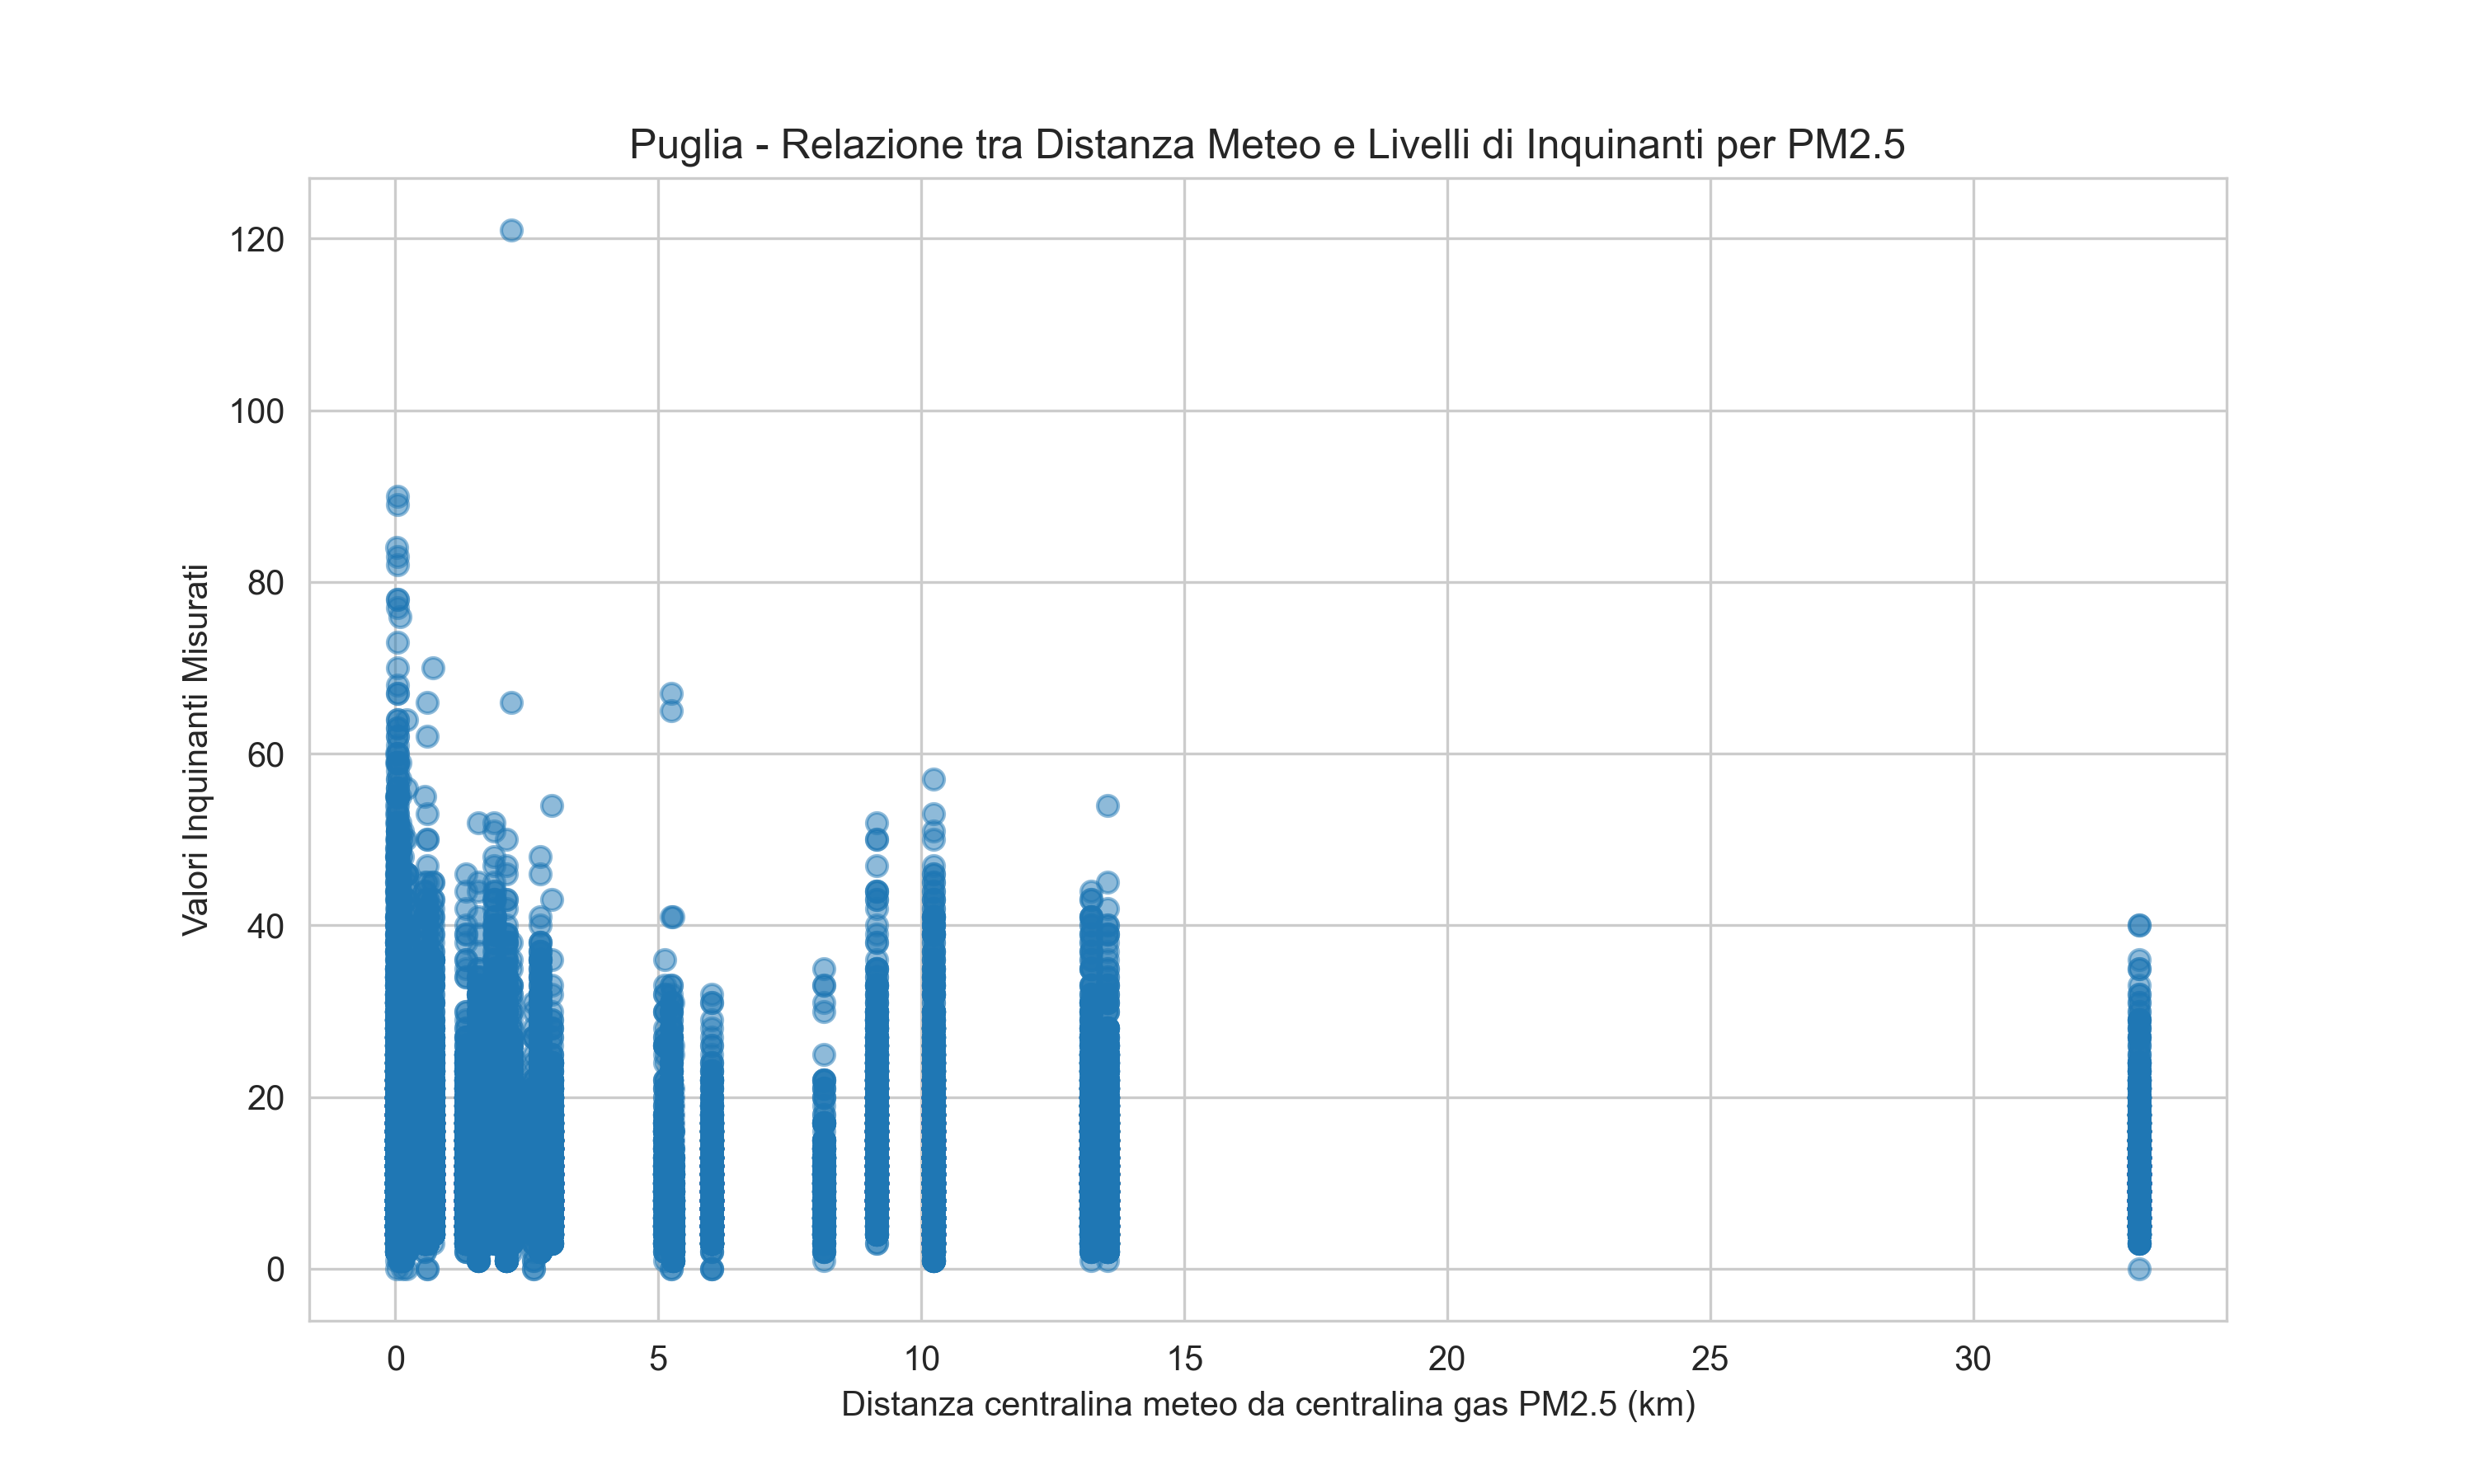 Puglia - Relazione tra Distanza Meteo e Livelli di Inquinanti per PM2.5
Valori Inquinanti Misurati
120
100
80
60
40
20
0
0 5 10 15 20 25 30
Distanza centralina meteo da centralina gas PM2.5 (km)